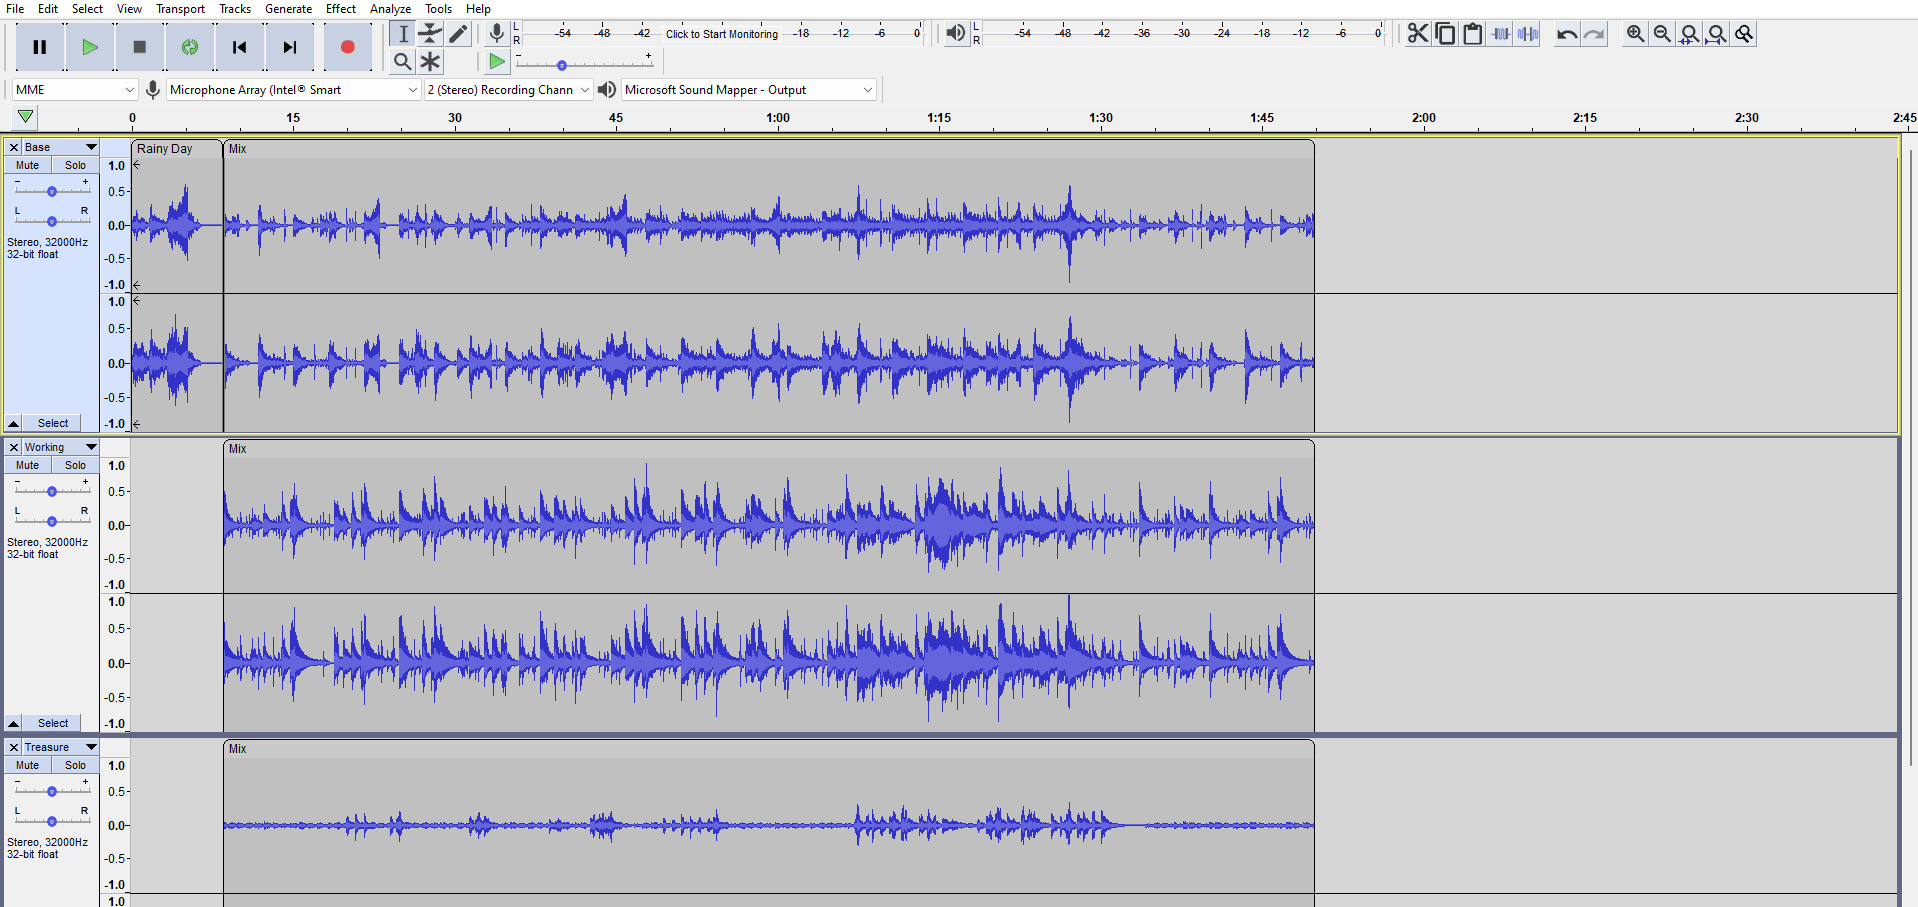 File Edit Select View Transport Tracks Generate Effect Analyze Tools Help
L -54 -48 -42 Click to Start Monitoring -18 -12 -6 0 L -54 -48 -42 -36 -30 -24 -18 -12 -6 0
R R
- +
MME Microphone Array (Intel® Smart 2 (Stereo) Recording Chann Microsoft Sound Mapper - Output
0 15 30 45 1:00 1:15 1:30 1:45 2:00 2:15 2:30 2:45
Base Rainy Day Mix
Mute Solo 1.0
- + 0.5
L R 0.0
Stereo, 32000Hz
32-bit float -0.5
-1.0
1.0
0.5
0.0
-0.5
Select -1.0
Working Mix
Mute Solo 1.0
- + 0.5
L R 0.0
Stereo, 32000Hz
32-bit float -0.5
-1.0
1.0
0.5
0.0
-0.5
Select -1.0
Treasure Mix
Mute Solo 1.0
- + 0.5
L R 0.0
Stereo, 32000Hz
32-bit float -0.5
-1.0
1.0